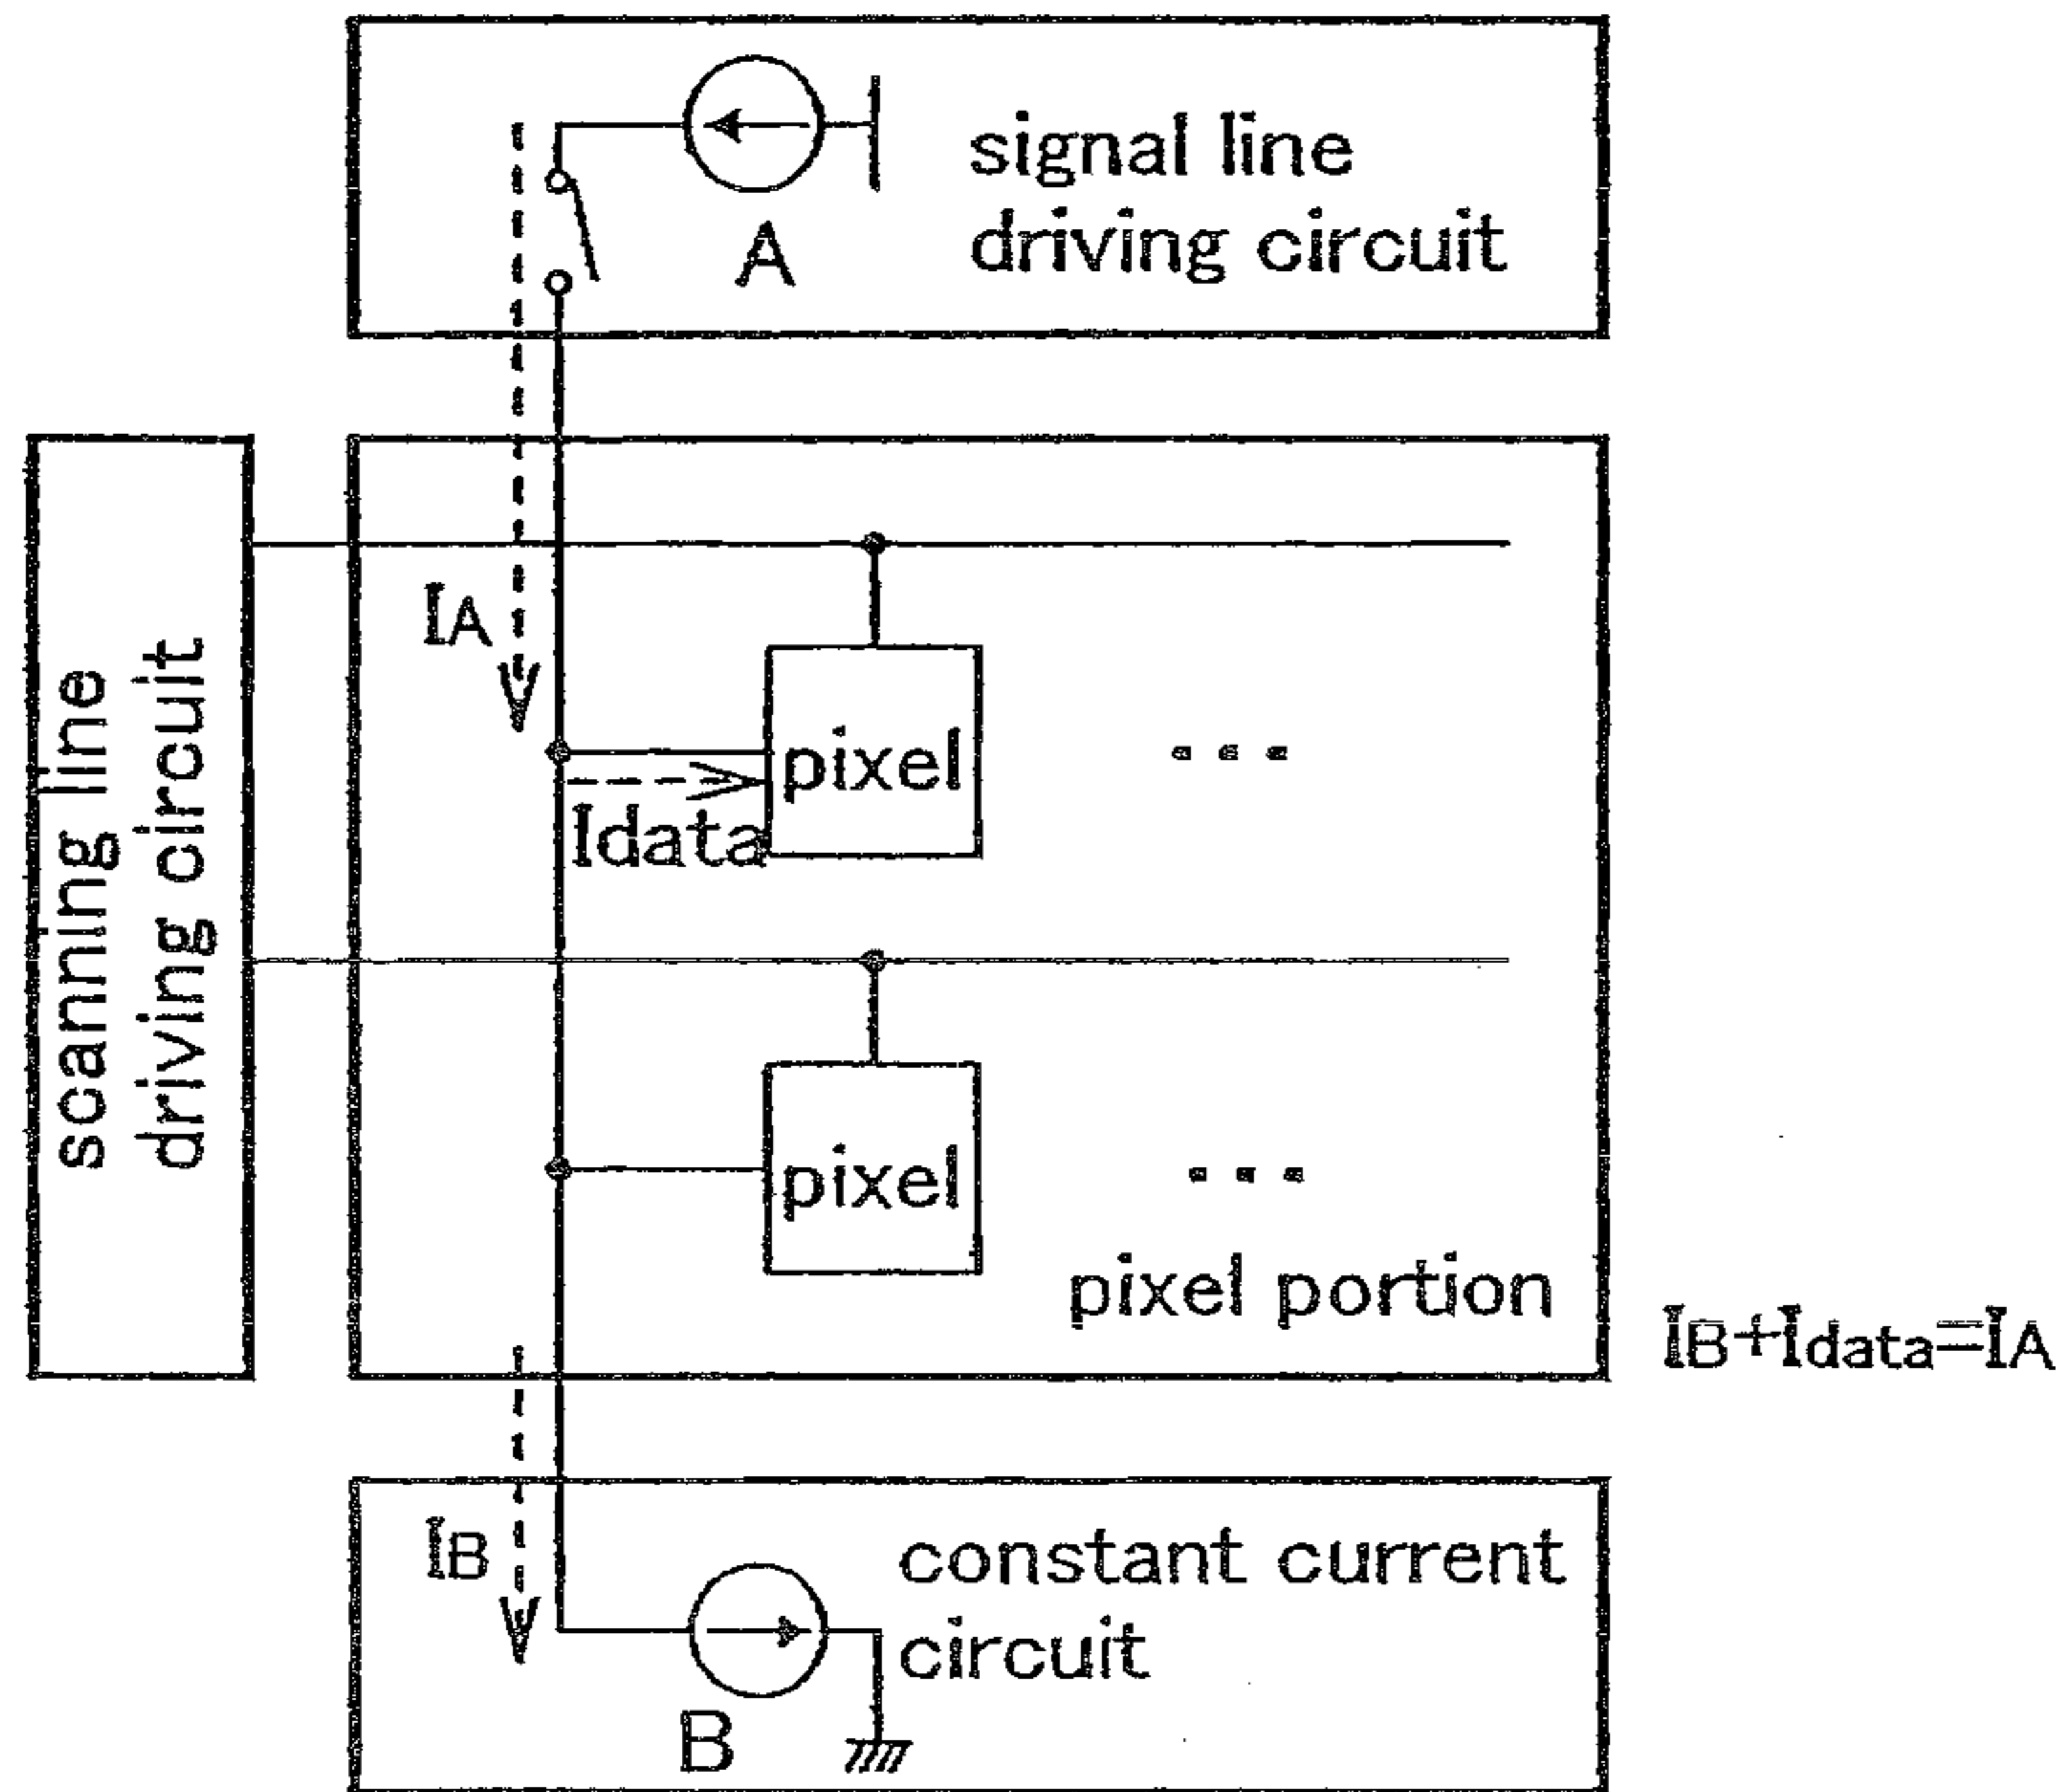 signal line
driving circuit
A
scanning line
driving circuit
IA
pixel
Idata
pixel
pixel portion
IB+Idata=IA
IB
constant current
circuit
B